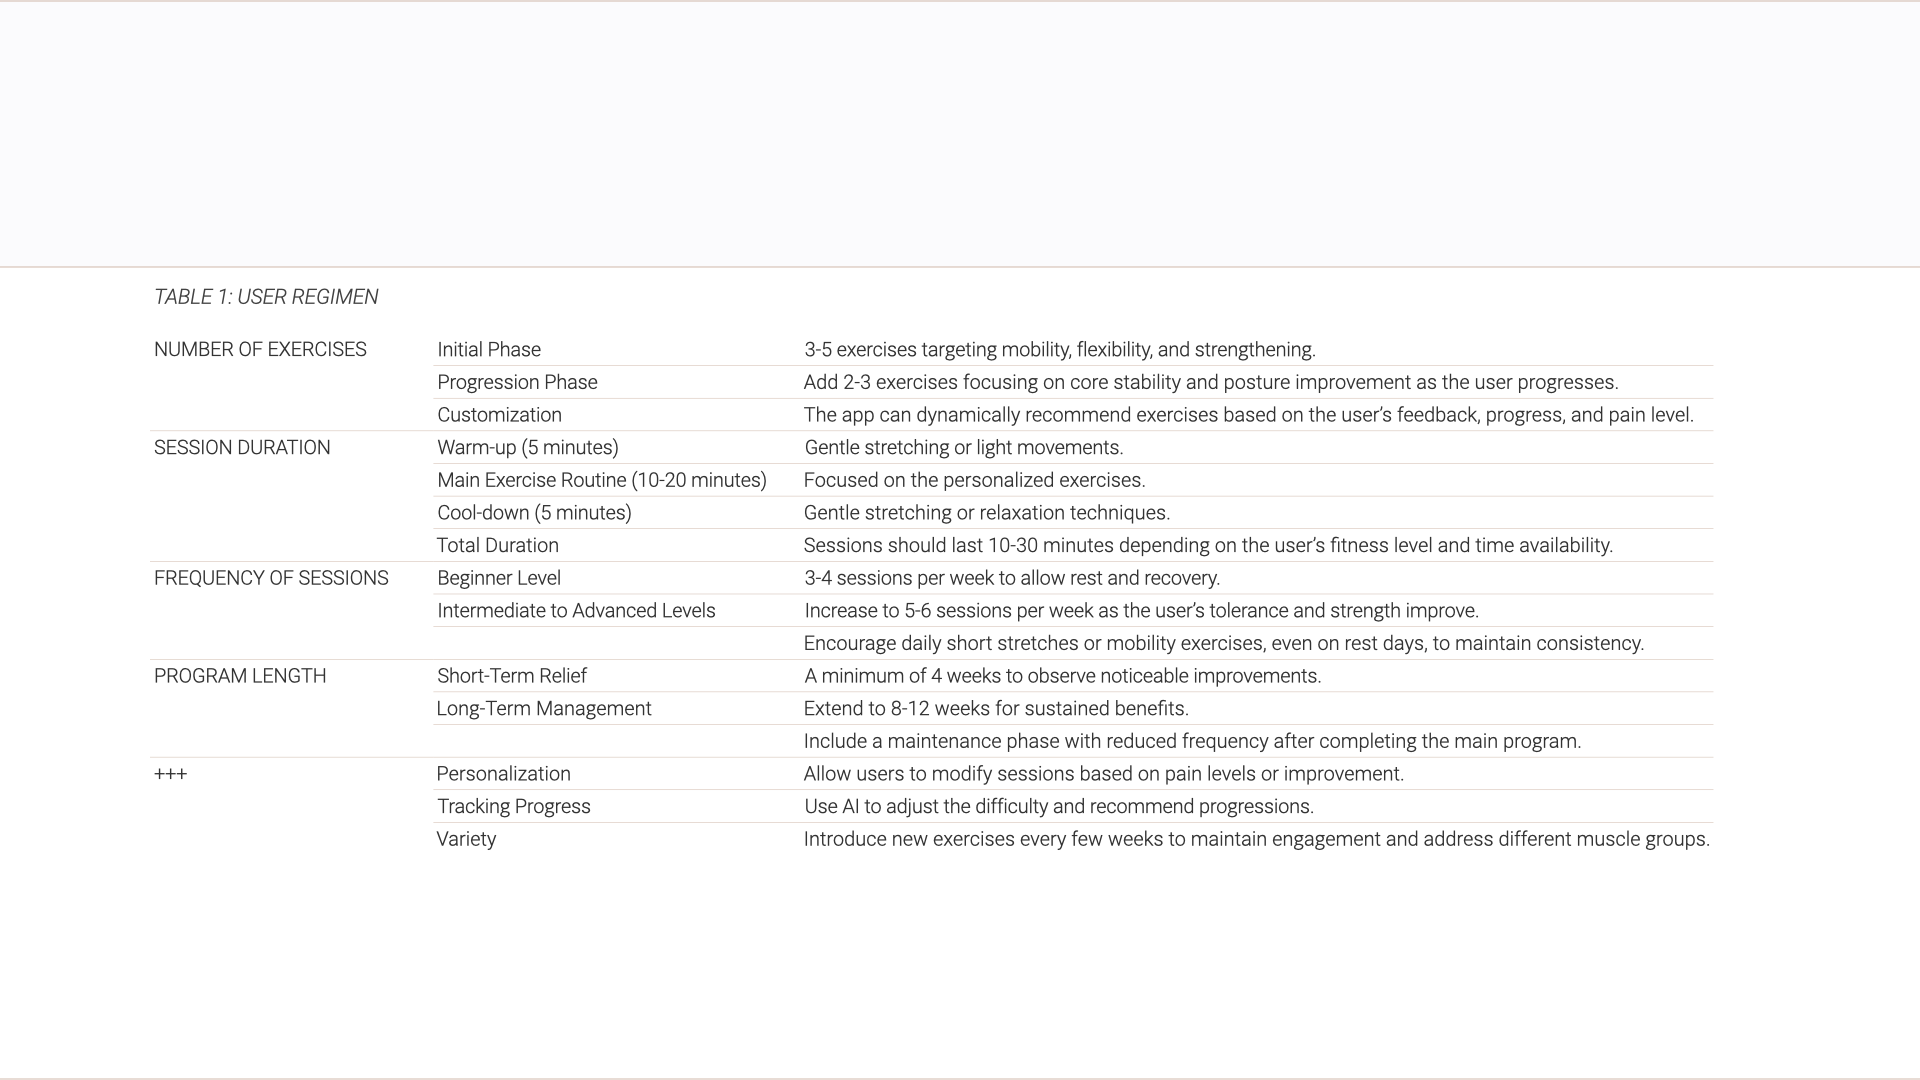 TABLE 1: USER REGIMEN
NUMBER OF EXERCISES Initial Phase 3-5 exercises targeting mobility, flexibility, and strengthening.
Progression Phase Add 2-3 exercises focusing on core stability and posture improvement as the user progresses.
Customization The app can dynamically recommend exercises based on the user’s feedback, progress, and pain level.
SESSION DURATION Warm-up (5 minutes) Gentle stretching or light movements.
Main Exercise Routine (10-20 minutes) Focused on the personalized exercises.
Cool-down (5 minutes) Gentle stretching or relaxation techniques.
Total Duration Sessions should last 10-30 minutes depending on the user’s fitness level and time availability.
FREQUENCY OF SESSIONS Beginner Level 3-4 sessions per week to allow rest and recovery.
Intermediate to Advanced Levels Increase to 5-6 sessions per week as the user’s tolerance and strength improve.
Encourage daily short stretches or mobility exercises, even on rest days, to maintain consistency.
PROGRAM LENGTH Short-Term Relief A minimum of 4 weeks to observe noticeable improvements.
Long-Term Management Extend to 8-12 weeks for sustained benefits.
Include a maintenance phase with reduced frequency after completing the main program.
+++ Personalization Allow users to modify sessions based on pain levels or improvement.
Tracking Progress Use AI to adjust the difficulty and recommend progressions.
Variety Introduce new exercises every few weeks to maintain engagement and address different muscle groups.